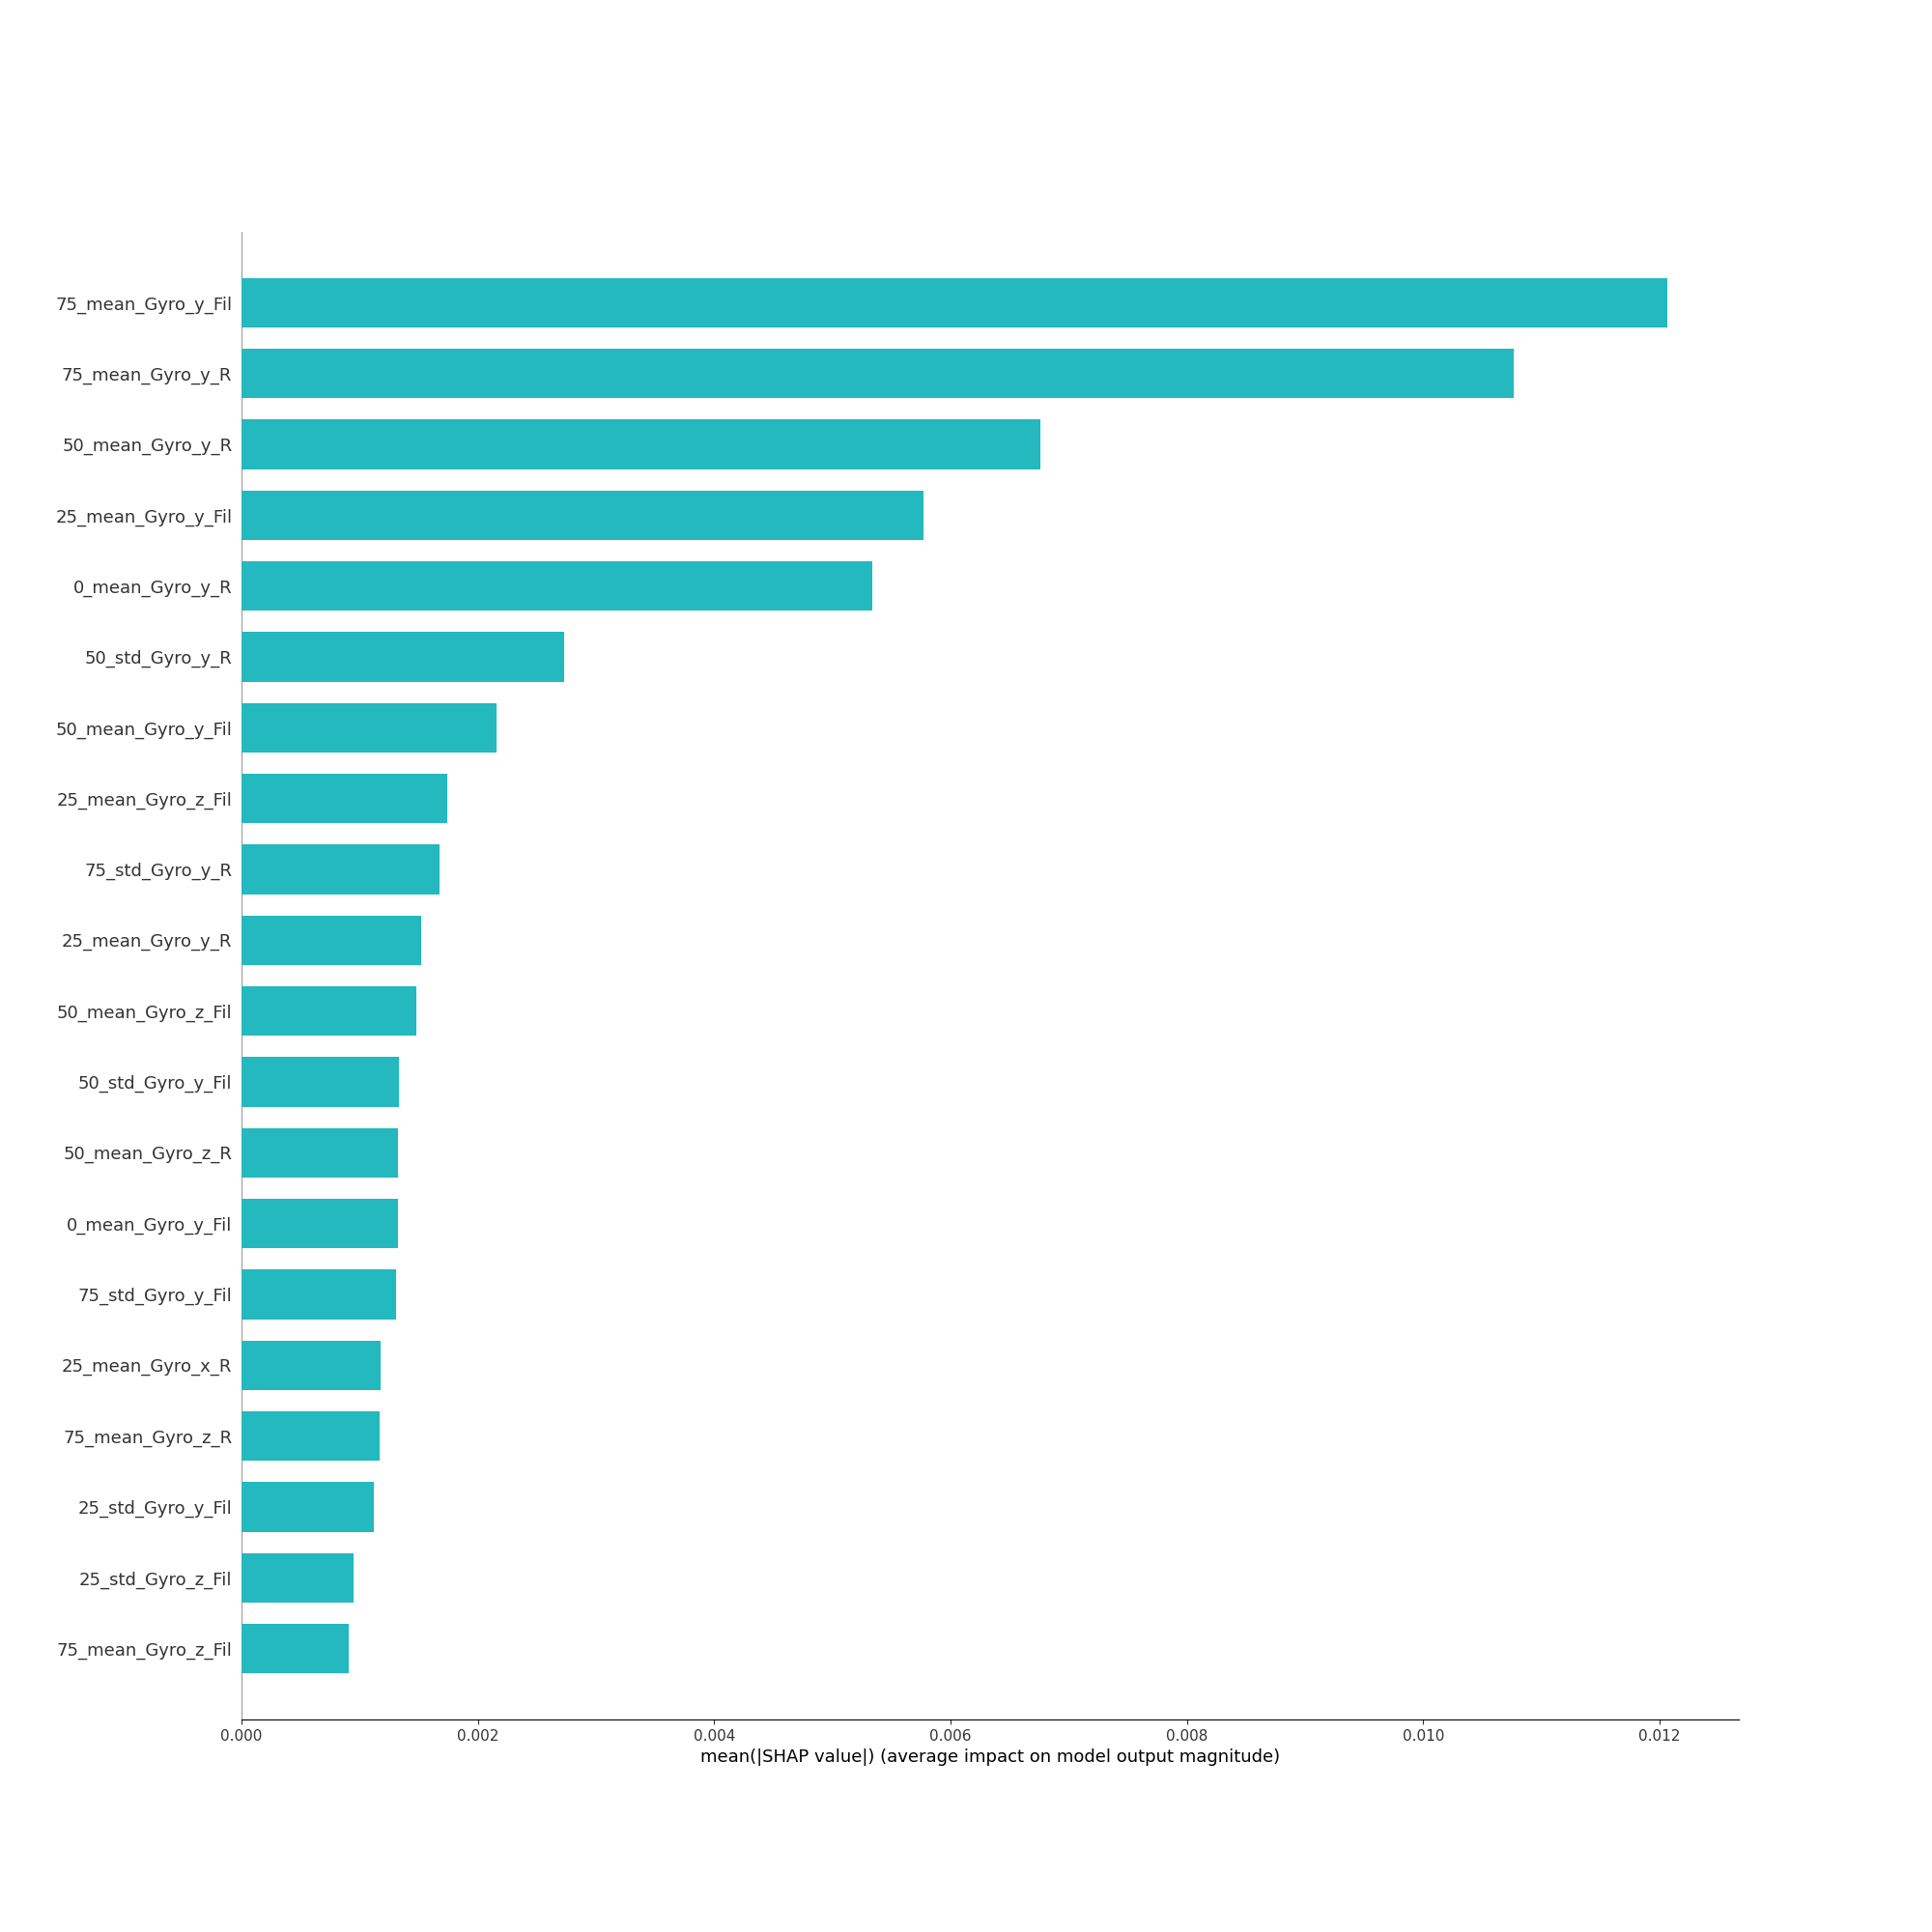 75_mean_Gyro_y_Fil
75_mean_Gyro_y_R
50_mean_Gyro_y_R
25_mean_Gyro_y_Fil
0_mean_Gyro_y_R
50_std_Gyro_y_R
50_mean_Gyro_y_Fil
25_mean_Gyro_z_Fil
75_std_Gyro_y_R
25_mean_Gyro_y_R
50_mean_Gyro_z_Fil
50_std_Gyro_y_Fil
50_mean_Gyro_z_R
0_mean_Gyro_y_Fil
75_std_Gyro_y_Fil
25_mean_Gyro_x_R
75_mean_Gyro_z_R
25_std_Gyro_y_Fil
25_std_Gyro_z_Fil
75_mean_Gyro_z_Fil
0.000 0.002 0.004 0.006 0.008 0.010 0.012
mean(|SHAP value|) (average impact on model output magnitude)